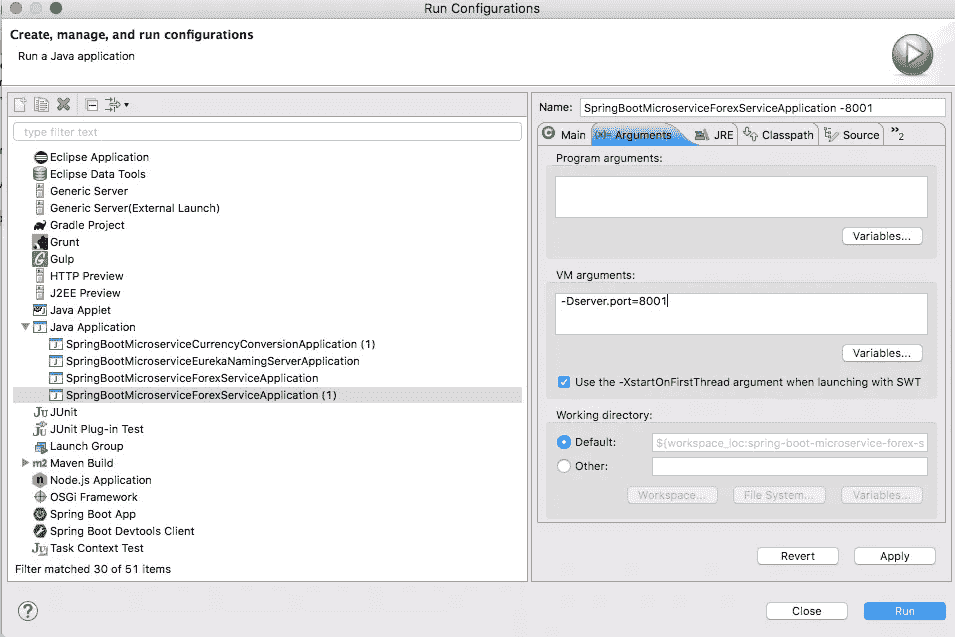 Run Configurations
Create, manage, and run configurations
Run a Java application
type filter text
Eclipse Application
Eclipse Data Tools
Generic Server
Generic Server(External Launch)
Gradle Project
Grunt
Gulp
HTTP Preview
J2EE Preview
Java Applet
Java Application
SpringBootMicroserviceCurrencyConversionApplication (1)
SpringBootMicroserviceEurekaNamingServerApplication
SpringBootMicroserviceForexServiceApplication
SpringBootMicroserviceForexServiceApplication (1)
JUnit
JUnit Plug-in Test
Launch Group
Maven Build
Node.js Application
OSGi Framework
Spring Boot App
Spring Boot Devtools Client
Task Context Test
Filter matched 30 of 51 items
Name: SpringBootMicroserviceForexServiceApplication -8001
Main Arguments JRE Classpath Source »2
Program arguments:
Variables...
VM arguments:
-Dserver.port=8001
Variables...
Use the -XstartOnFirstThread argument when launching with SWT
Working directory:
Default: ${workspace_loc:spring-boot-microservice-forex-s
Other:
Workspace... File System... Variables...
Revert Apply
? Close Run